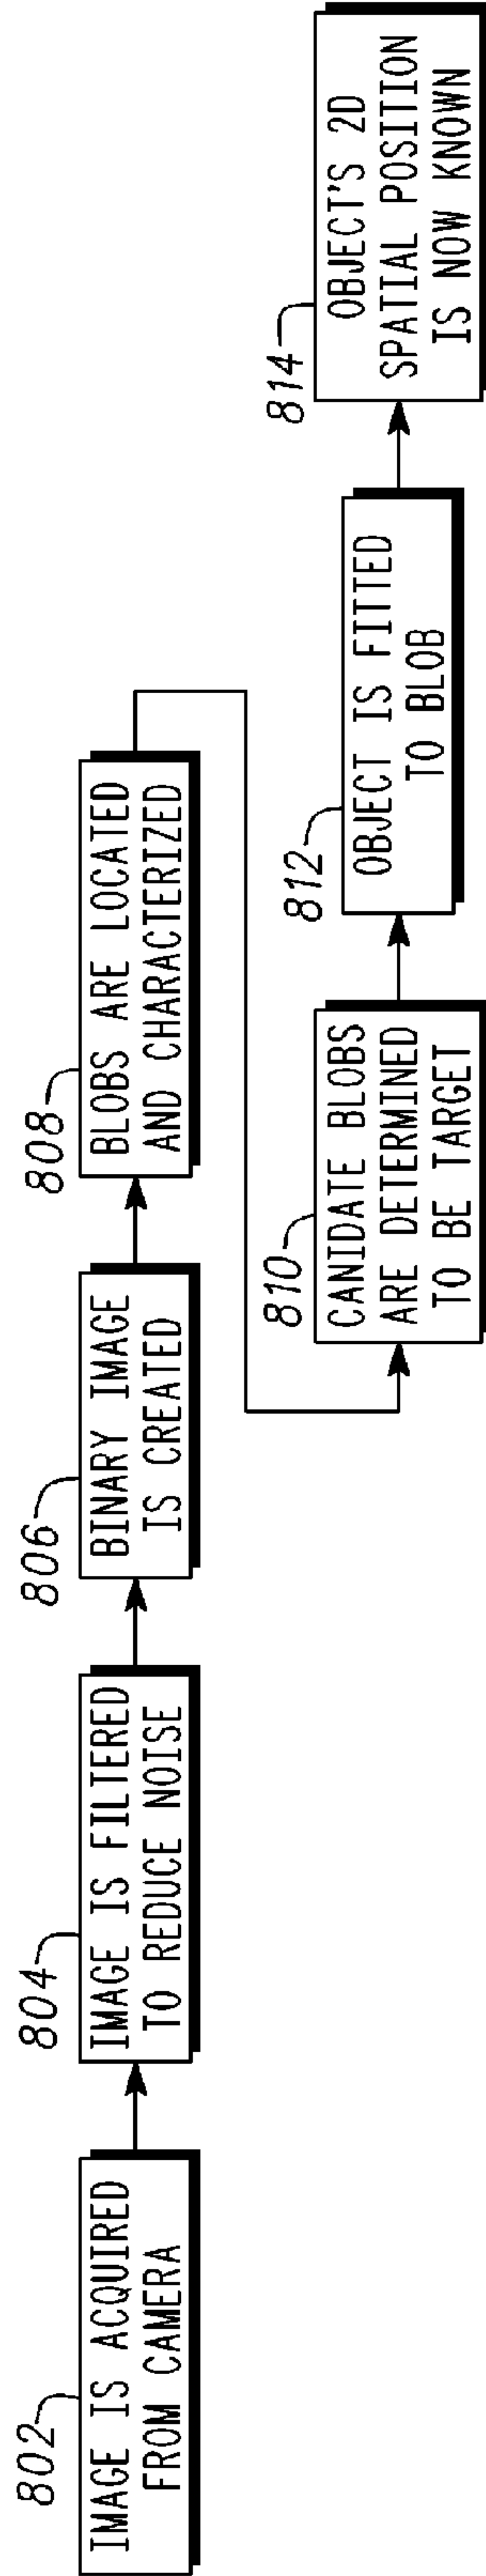 802
IMAGE IS ACQUIRED
FROM CAMERA
804
IMAGE IS FILTERED
TO REDUCE NOISE
806
BINARY IMAGE
IS CREATED
808
BLOBS ARE LOCATED
AND CHARACTERIZED
810
CANIDATE BLOBS
ARE DETERMINED
TO BE TARGET
812
OBJECT IS FITTED
TO BLOB
814
OBJECT'S 2D
SPATIAL POSITION
IS NOW KNOWN